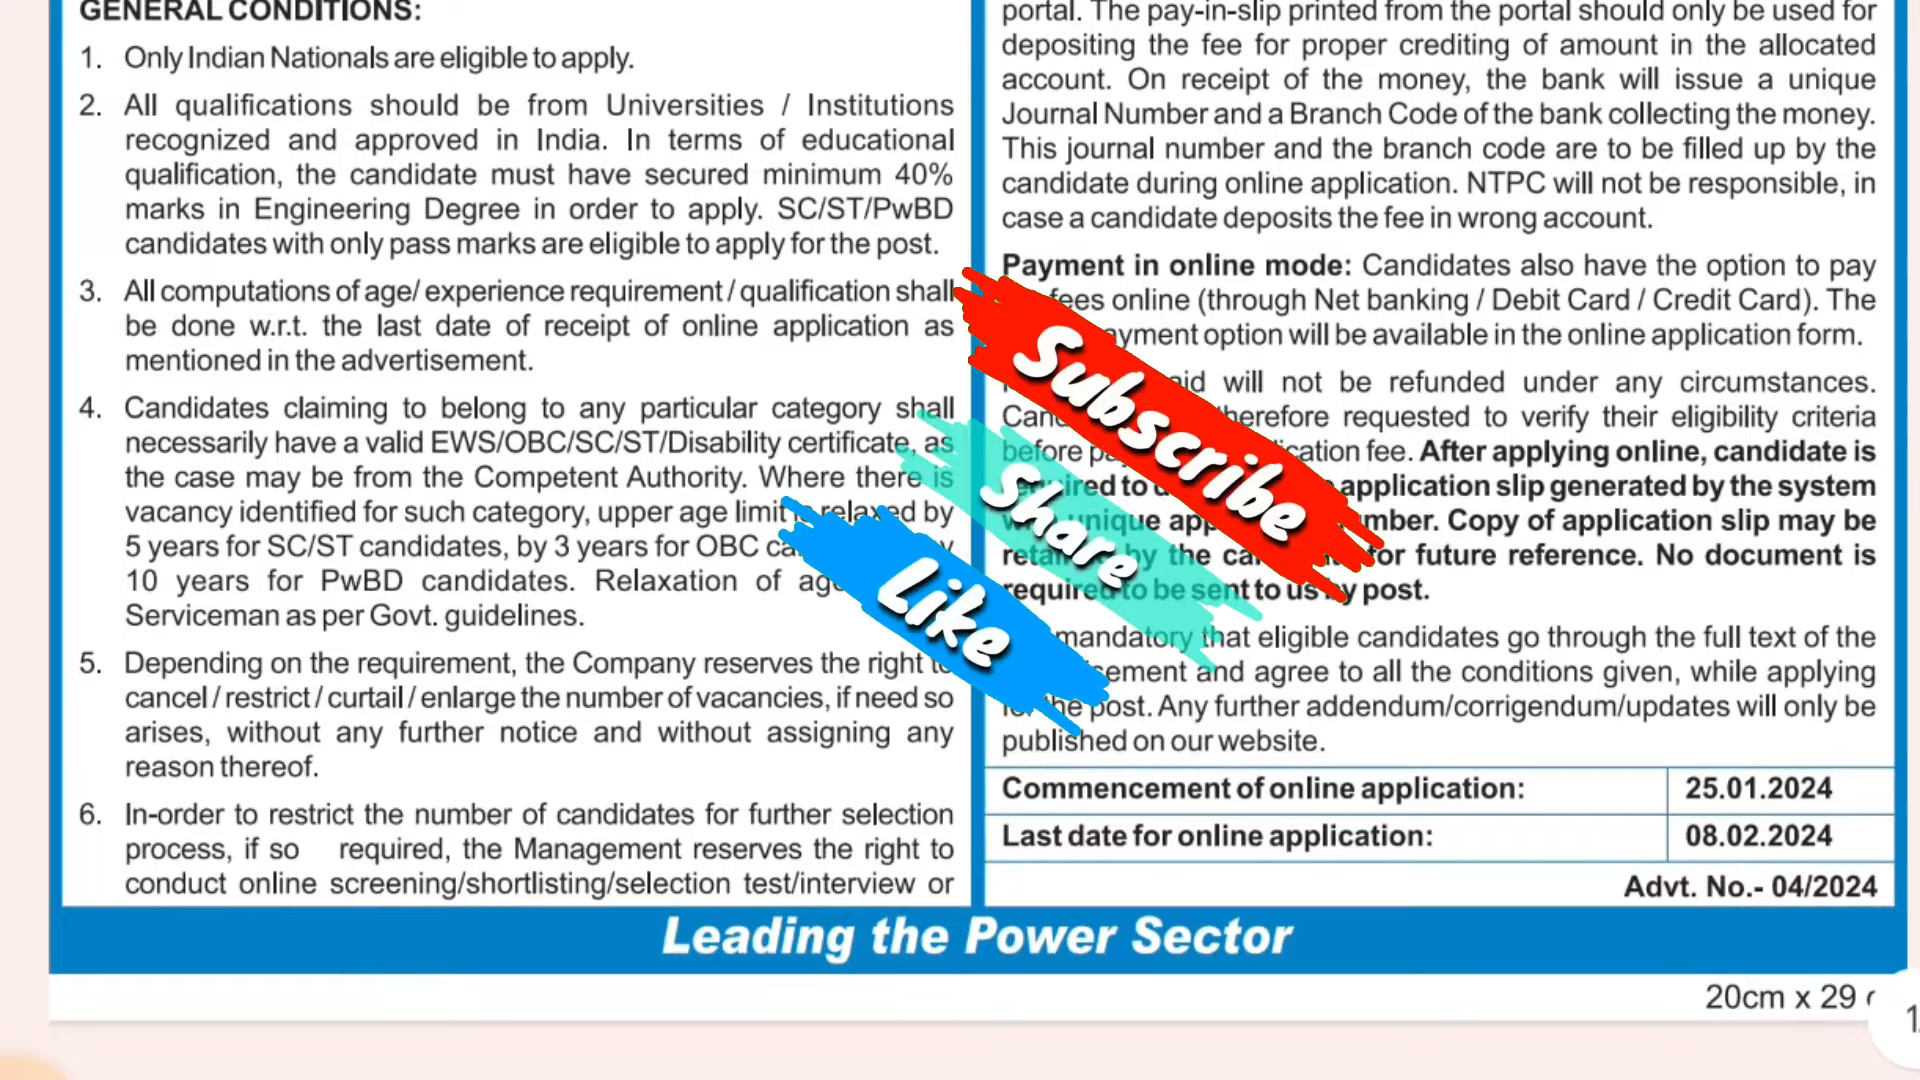 GENERAL CONDITIONS:
1. Only Indian Nationals are eligible to apply.
2. All qualifications should be from Universities / Institutions
recognized and approved in India. In terms of educational
qualification, the candidate must have secured minimum 40%
marks in Engineering Degree in order to apply. SC/ST/PwBD
candidates with only pass marks are eligible to apply for the post.
3. All computations of age/ experience requirement / qualification shall
be done w.r.t. the last date of receipt of online application as
mentioned in the advertisement.
4. Candidates claiming to belong to any particular category shall
necessarily have a valid EWS/OBC/SC/ST/Disability certificate, as
the case may be from the Competent Authority. Where there is
vacancy identified for such category, upper age limit is relaxed by
5 years for SC/ST candidates, by 3 years for OBC
10 years for PwBD candidates. Relaxation of
Serviceman as per Govt. guidelines.
5. Depending on the requirement, the Company reserves the right to
cancel / restrict / curtail / enlarge the number of vacancies, if need so
arises, without any further notice and without assigning any
reason thereof.
6. In-order to restrict the number of candidates for further selection
process, if so required, the Management reserves the right to
conduct online screening/shortlisting/selection test/interview or
portal. The pay-in-slip printed from the portal should only be used for
depositing the fee for proper crediting of amount in the allocated
account. On receipt of the money, the bank will issue a unique
Journal Number and a Branch Code of the bank collecting the money.
This journal number and the branch code are to be filled up by the
candidate during online application. NTPC will not be responsible, in
case a candidate deposits the fee in wrong account.
Payment in online mode: Candidates also have the option to pay
fees online (through Net banking / Debit Card / Credit Card). The
payment option will be available in the online application form.
will not be refunded under any circumstances.
therefore requested to verify their eligibility criteria
before fee. After applying online, candidate is
required to application slip generated by the system
unique number. Copy of application slip may be
by the for future reference. No document is
required to be sent to us by post.
mandatory that eligible candidates go through the full text of the
and agree to all the conditions given, while applying
the post. Any further addendum/corrigendum/updates will only be
published on our website.
Commencement of online application: 25.01.2024
Last date for online application: 08.02.2024
Advt. No.- 04/2024
Subscribe
Share
Like
Leading the Power Sector
20cm x 29